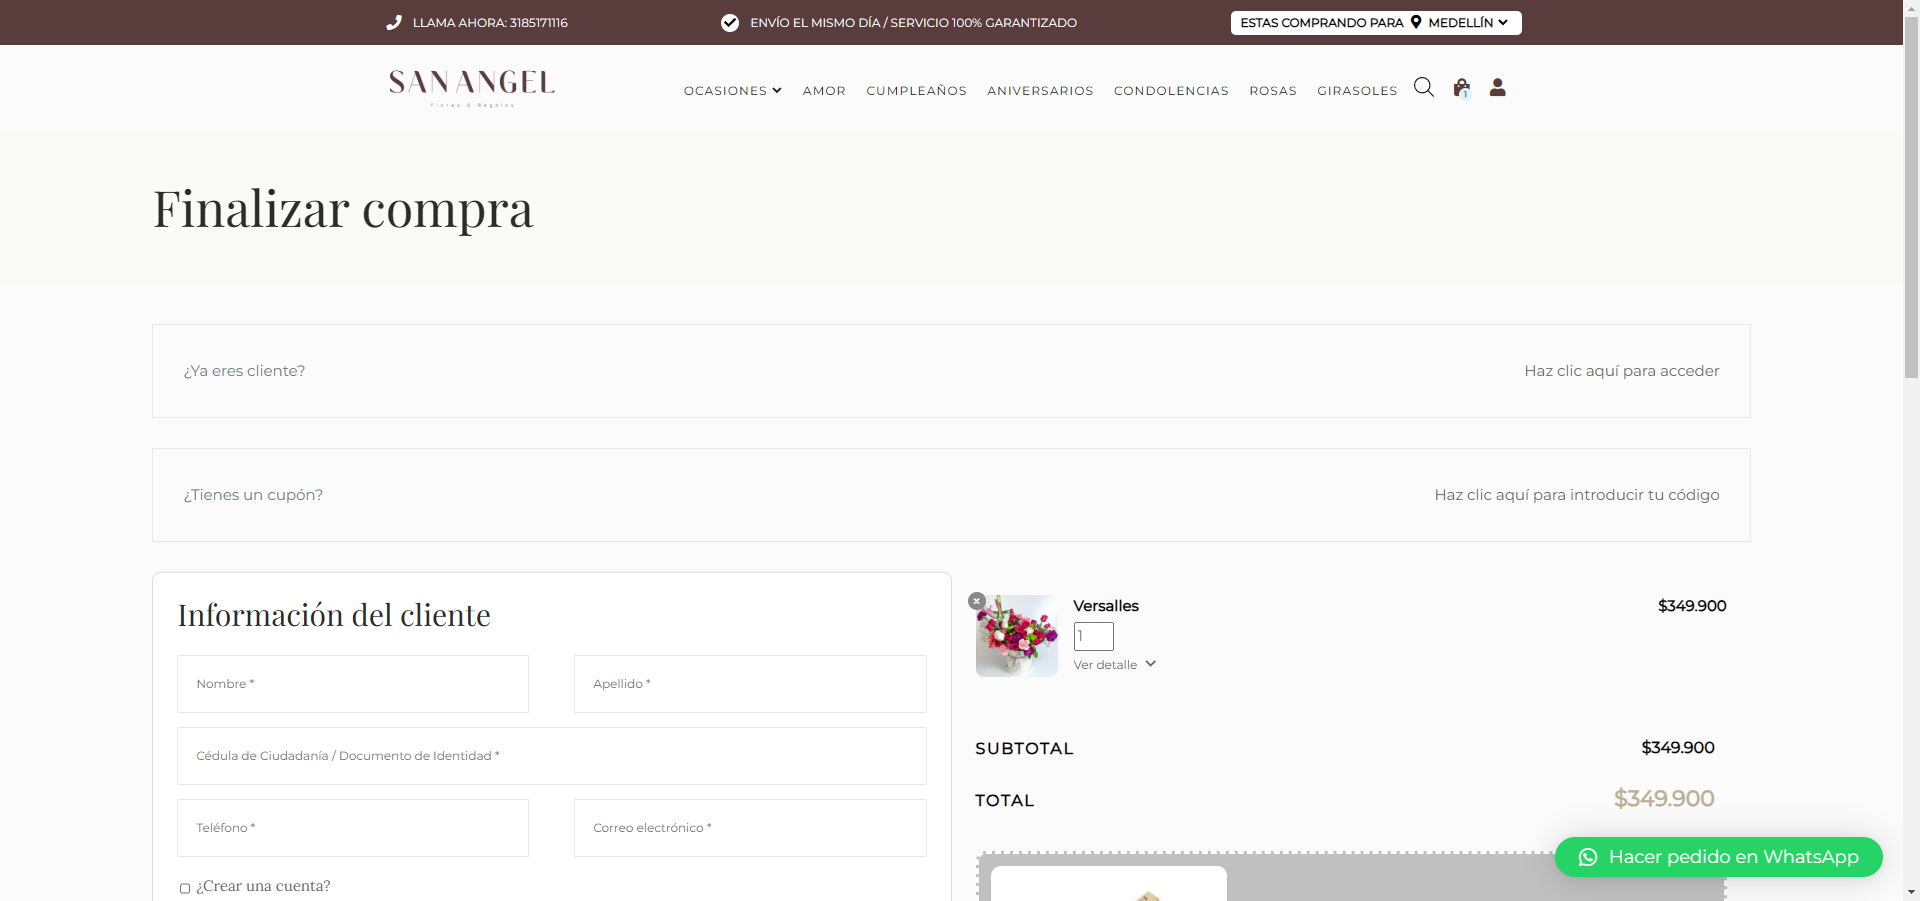 LLAMA AHORA: 3185171116
ENVÍO EL MISMO DÍA / SERVICIO 100% GARANTIZADO
ESTAS COMPRANDO PARA MEDELLÍN
SAN ANGEL
Flores & Regalos
OCASIONES
AMOR
CUMPLEAÑOS
ANIVERSARIOS
CONDOLENCIAS
ROSAS
GIRASOLES
1
Finalizar compra
¿Ya eres cliente?
Haz clic aquí para acceder
¿Tienes un cupón?
Haz clic aquí para introducir tu código
Información del cliente
Nombre *
Apellido *
Cédula de Ciudadanía / Documento de Identidad *
Teléfono *
Correo electrónico *
¿Crear una cuenta?
Versalles
$349.900
1
Ver detalle
SUBTOTAL
$349.900
TOTAL
$349.900
Hacer pedido en WhatsApp